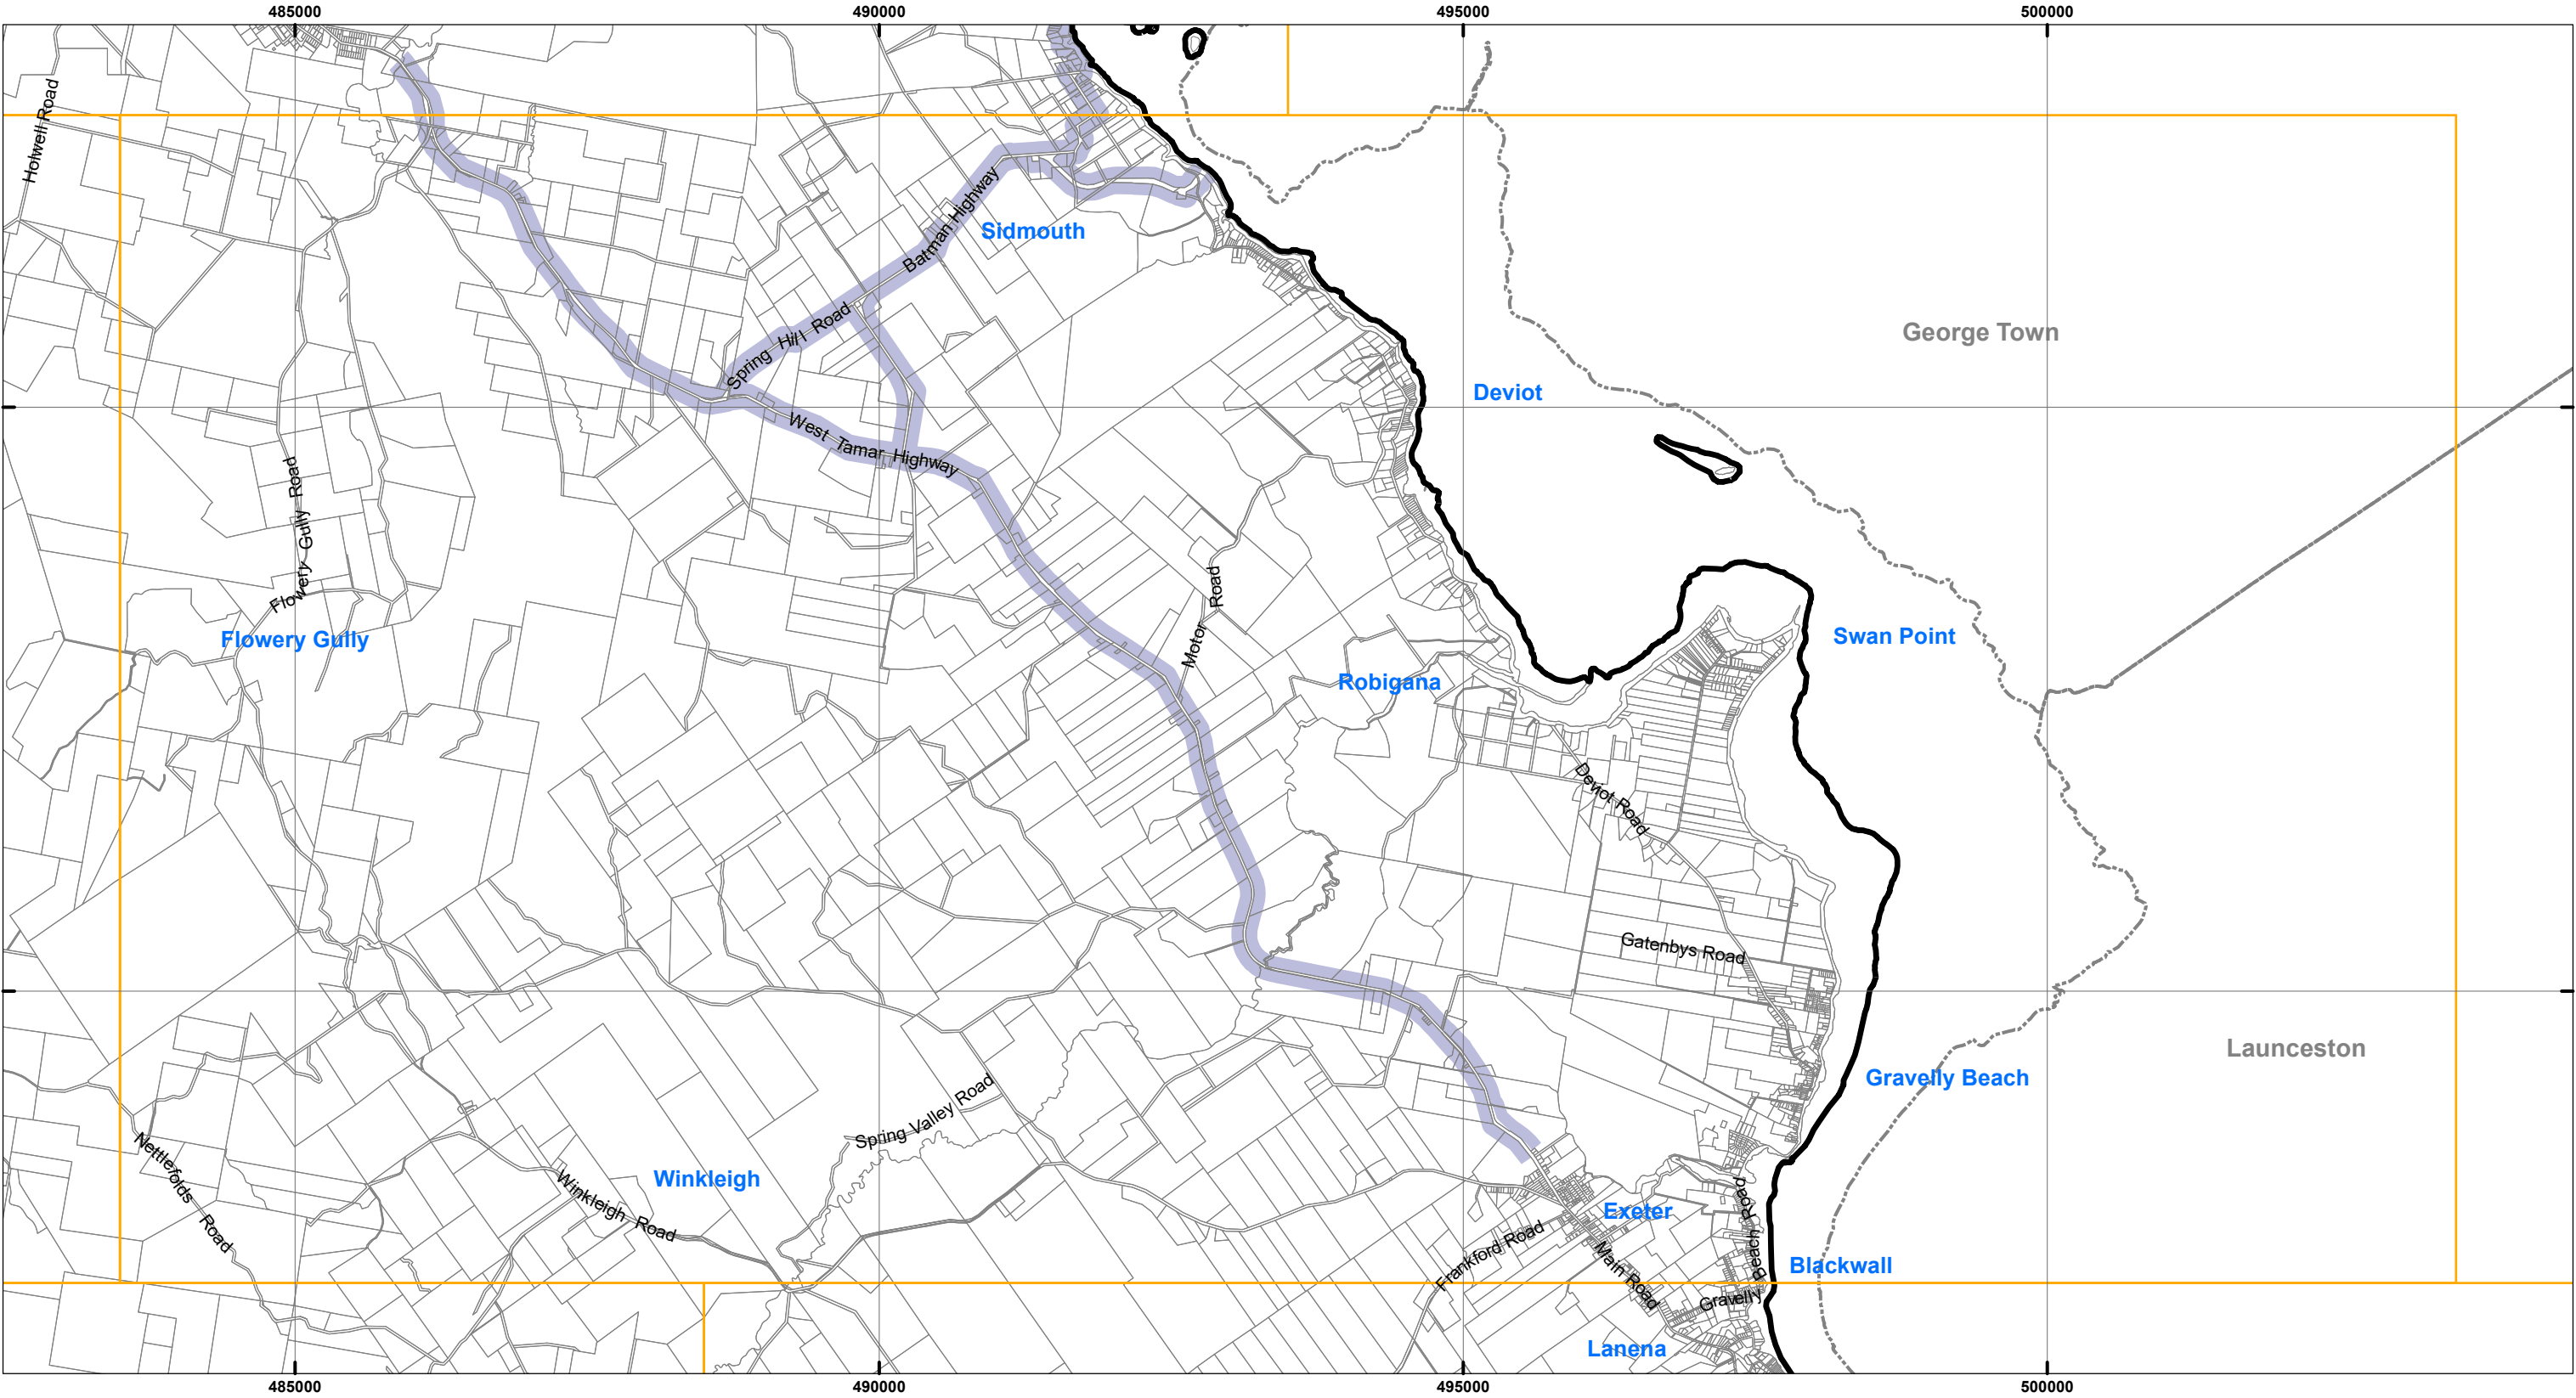 485000
490000
495000
500000
Holwell Road
Batman Highway
Sidmouth
Spring Hill Road
George Town
Deviot
West Tamar Highway
Flowery Gully Road
Motor Road
Flowery Gully
Swan Point
Robigana
Deviot Road
Gatenbys Road
Launceston
Gravelly Beach
Spring Valley Road
Nettlefolds Road
Winkleigh
Winkleigh Road
Exeter
Frankford Road
Main Road
Blackwall
Gravelly Beach Road
Lanena
485000
490000
495000
500000